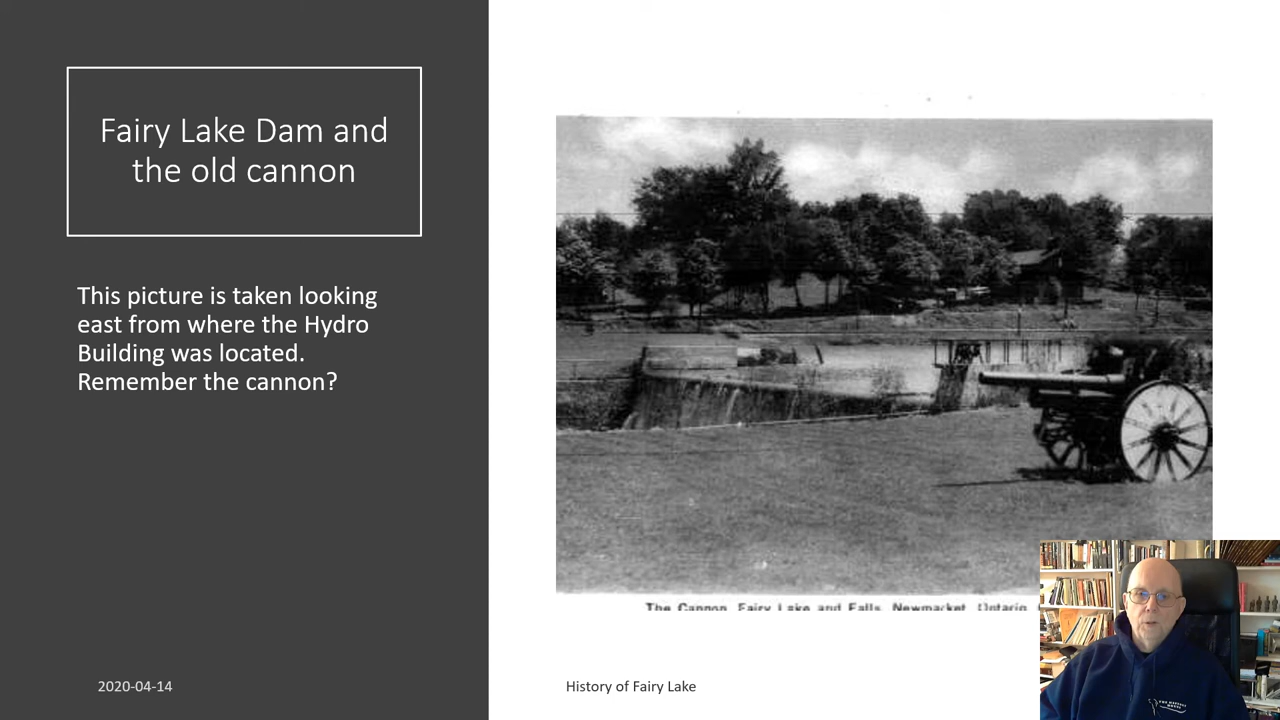 Fairy Lake Dam and
the old cannon
This picture is taken looking
east from where the Hydro
Building was located.
Remember the cannon?
The Cannon, Fairy Lake and Falls, Newmarket, Ontario
2020-04-14
History of Fairy Lake